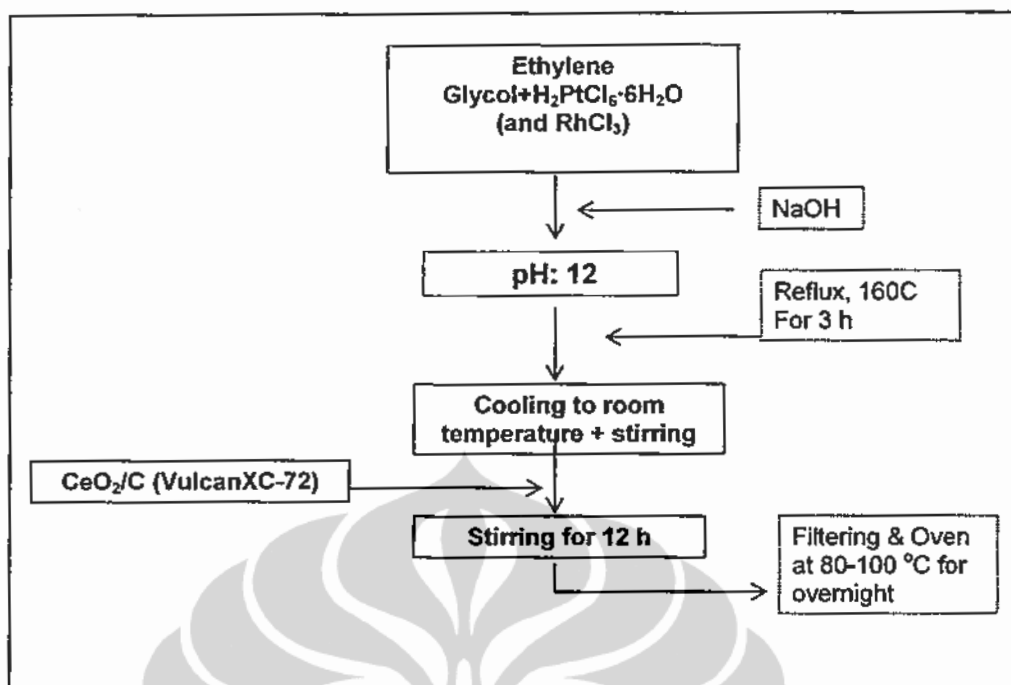 Ethylene
Glycol+H₂PtCl₆·6H₂O
(and RhCl₃)
NaOH
pH: 12
Reflux, 160C
For 3 h
Cooling to room
temperature + stirring
CeO₂/C (VulcanXC-72)
Stirring for 12 h
Filtering & Oven
at 80-100 °C for
overnight